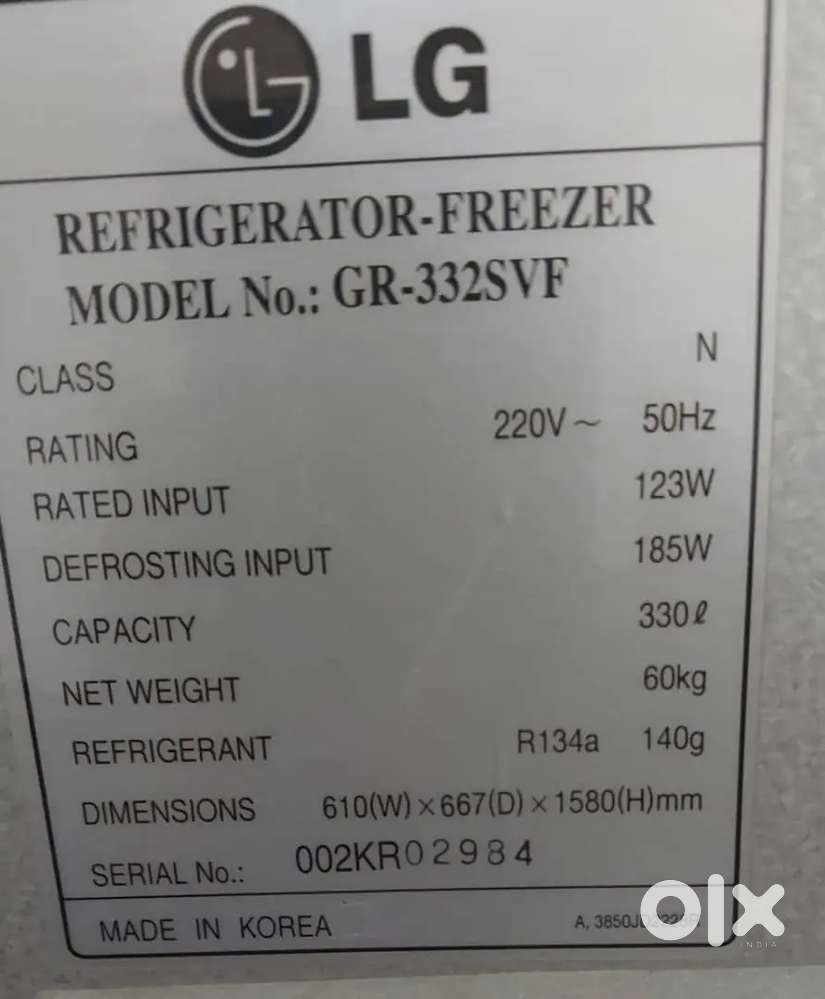 LG
REFRIGERATOR-FREEZER
MODEL No.: GR-332SVF
CLASS N
RATING 220V~ 50Hz
RATED INPUT 123W
DEFROSTING INPUT 185W
CAPACITY 330ℓ
NET WEIGHT 60kg
REFRIGERANT R134a 140g
DIMENSIONS 610(W)×667(D)×1580(H)mm
SERIAL No.: 002KR02984
MADE IN KOREA A,
olx
INDIA